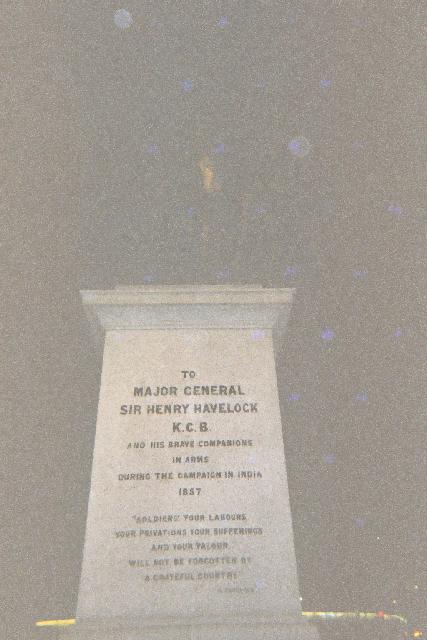 TO
MAJOR GENERAL
SIR HENRY HAVELOCK
K.C.B.
AND HIS BRAVE COMPANIONS
IN ARMS
DURING THE CAMPAIGN IN INDIA
1857
"SOLDIERS! YOUR LABOURS
YOUR PRIVATIONS YOUR SUFFERINGS
AND YOUR VALOUR
WILL NOT BE FORGOTTEN BY
A GRATEFUL COUNTRY"